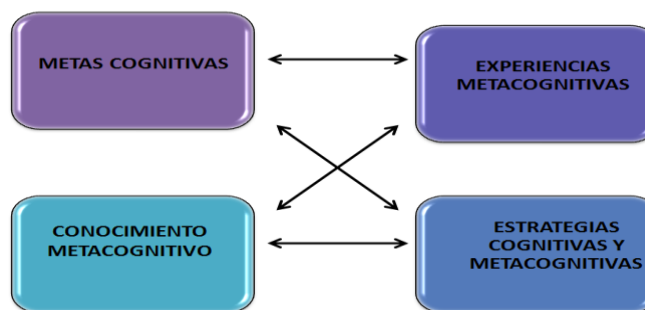 METAS COGNITIVAS
EXPERIENCIAS
METACOGNITIVAS
CONOCIMIENTO
METACOGNITIVO
ESTRATEGIAS
COGNITIVAS Y
METACOGNITIVAS